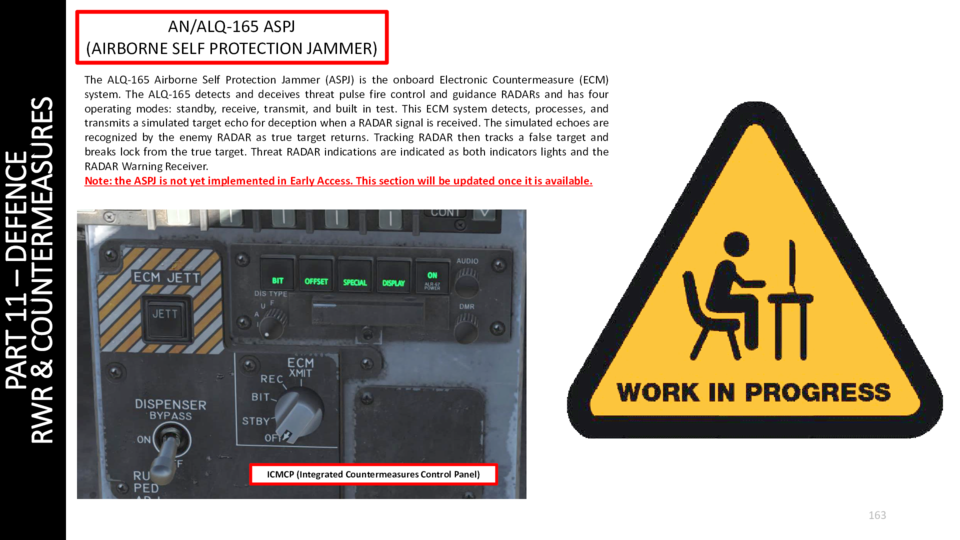 PART 11 – DEFENCE
RWR & COUNTERMEASURES
AN/ALQ-165 ASPJ
(AIRBORNE SELF PROTECTION JAMMER)
The ALQ-165 Airborne Self Protection Jammer (ASPJ) is the onboard Electronic Countermeasure (ECM)
system. The ALQ-165 detects and deceives threat pulse fire control and guidance RADARs and has four
operating modes: standby, receive, transmit, and built in test. This ECM system detects, processes, and
transmits a simulated target echo for deception when a RADAR signal is received. The simulated echoes are
recognized by the enemy RADAR as true target returns. Tracking RADAR then tracks a false target and
breaks lock from the true target. Threat RADAR indications are indicated as both indicators lights and the
RADAR Warning Receiver.
Note: the ASPJ is not yet implemented in Early Access. This section will be updated once it is available.
CONT
ECM JETT
JETT
BIT
OFFSET
SPECIAL
DISPLAY
ON
AUDIO
DIS TYPE
F
U
A
DMR
ECM
XMIT
REC
BIT
STBY
OFF
DISPENSER
BYPASS
ON
ICMCP (Integrated Countermeasures Control Panel)
WORK IN PROGRESS
163